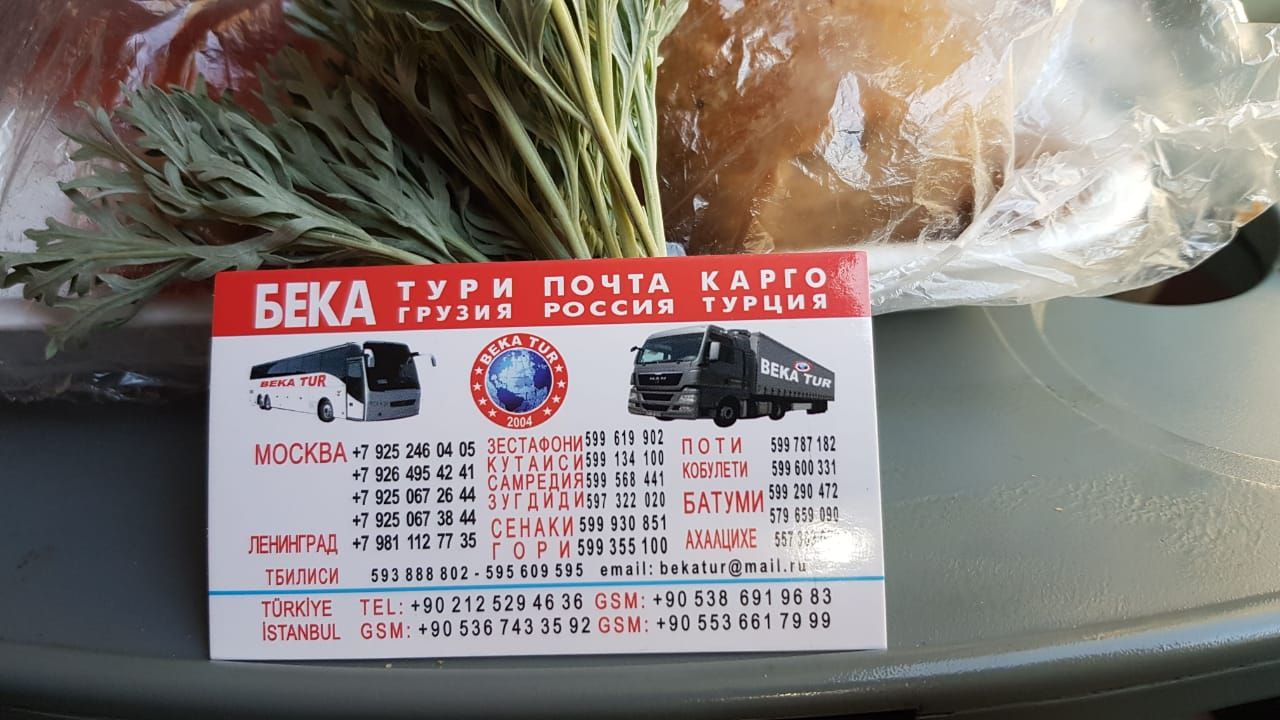 БЕКА ТУРИ ПОЧТА КАРГО
ГРУЗИЯ РОССИЯ ТУРЦИЯ
BEKA TUR
BEKA TUR
2004
MAN
BEKA TUR
МОСКВА +7 925 246 04 05
+7 926 495 42 41
+7 925 067 26 44
+7 925 067 38 44
ЛЕНИНГРАД +7 981 112 77 35
ЗЕСТАФОНИ 599 619 902
КУТАИСИ 599 134 100
САМРЕДИЯ 599 568 441
ЗУГДИДИ 597 322 020
СЕНАКИ 599 930 851
ГОРИ 599 355 100
ПОТИ 599 787 182
КОБУЛЕТИ 599 600 331
БАТУМИ 599 290 472
579 659 090
АХАЛЦИХЕ 557
ТБИЛИСИ 593 888 802 - 595 609 595 email: bekatur@mail.ru
TÜRKİYE TEL: +90 212 529 46 36 GSM: +90 538 691 96 83
İSTANBUL GSM: +90 536 743 35 92 GSM: +90 553 661 79 99